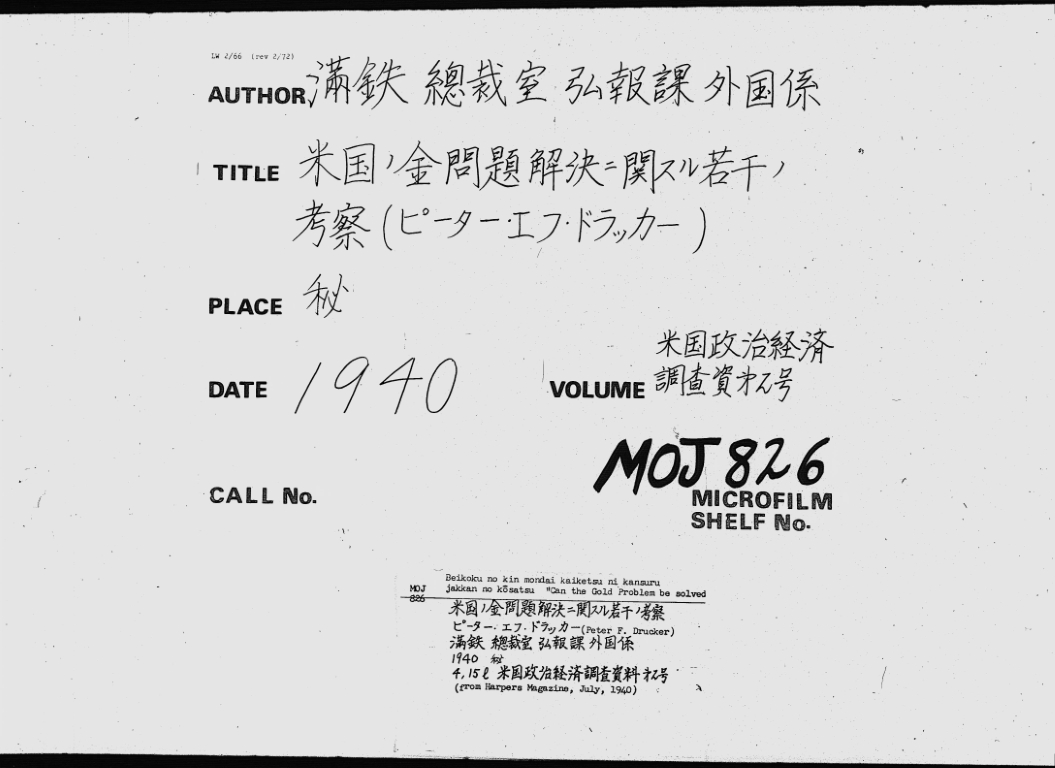 LW 2/66 (rev 2/72)
AUTHOR 満鉄 總裁室 弘報課 外国係
TITLE 米国ノ金問題解決ニ関スル若干ノ
考察(ピーター・エフ・ドラッカー)
PLACE 秘
DATE 1940
VOLUME 米国政治経済
調査資才2号
CALL No.
MOJ 826
MICROFILM
SHELF No.
MOJ
826
Beikoku no kin mondai kaiketsu ni kansuru
jakkan no kōsatsu "Can the Gold Problem be solved
米国ノ金問題解決ニ関スル若干ノ考察
ピーター・エフ・ドラッカー(Peter F. Drucker)
満鉄 總裁室 弘報課 外国係
1940 秘
4,15ℓ 米国政治経済調査資料才2号
(from Harpers Magazine, July, 1940)